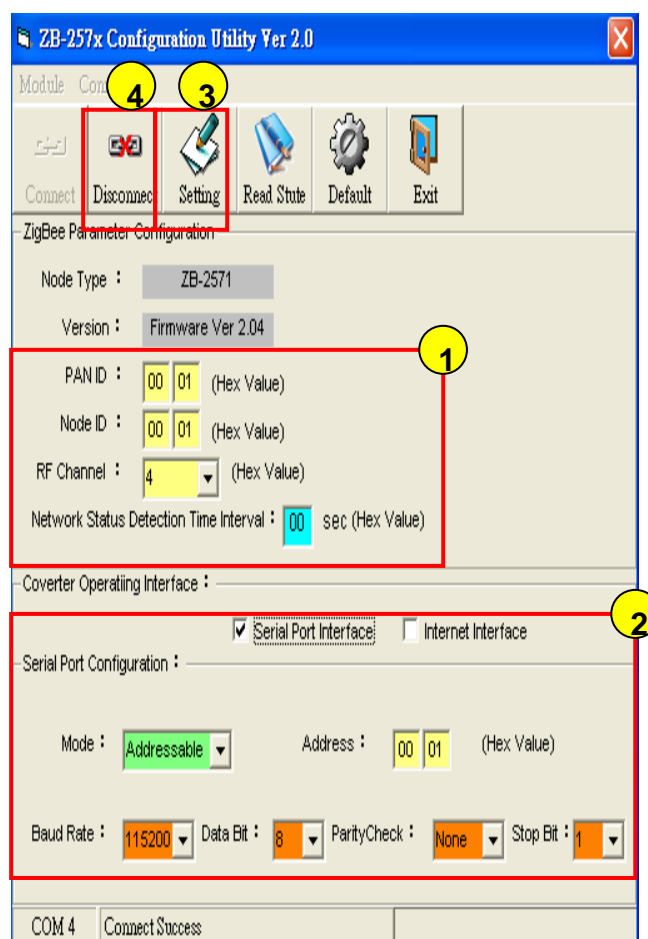 ZB-257x Configuration Utility Ver 2.0
Module
4
3
Connect Disconnect Setting Read Stute Default Exit
ZigBee Parameter Configuration
Node Type : ZB-2571
Version : Firmware Ver 2.04
1
PAN ID : 00 01 (Hex Value)
Node ID : 00 01 (Hex Value)
RF Channel : 4 (Hex Value)
Network Status Detection Time Interval : 00 sec (Hex Value)
Coverter Operatiing Interface :
2
Serial Port Interface Internet Interface
Serial Port Configuration :
Mode : Addressable Address : 00 01 (Hex Value)
Baud Rate : 115200 Data Bit : 8 ParityCheck : None Stop Bit : 1
COM 4 Connect Success